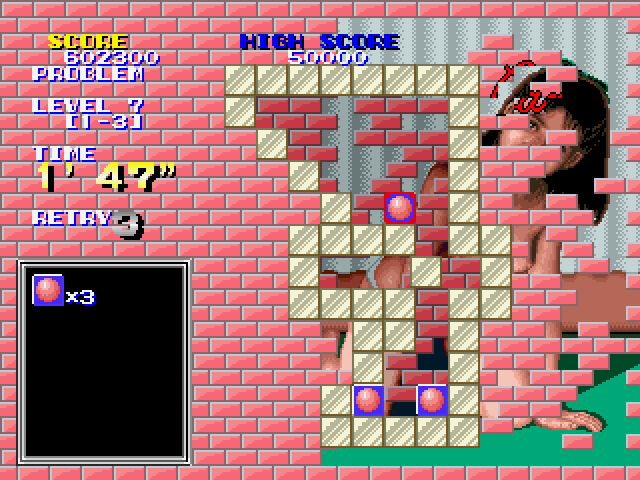 SCORE
602300
HIGH SCORE
50000
PROBLEM
LEVEL 7
[1-3]
TIME
1' 47"
RETRY 3
x3